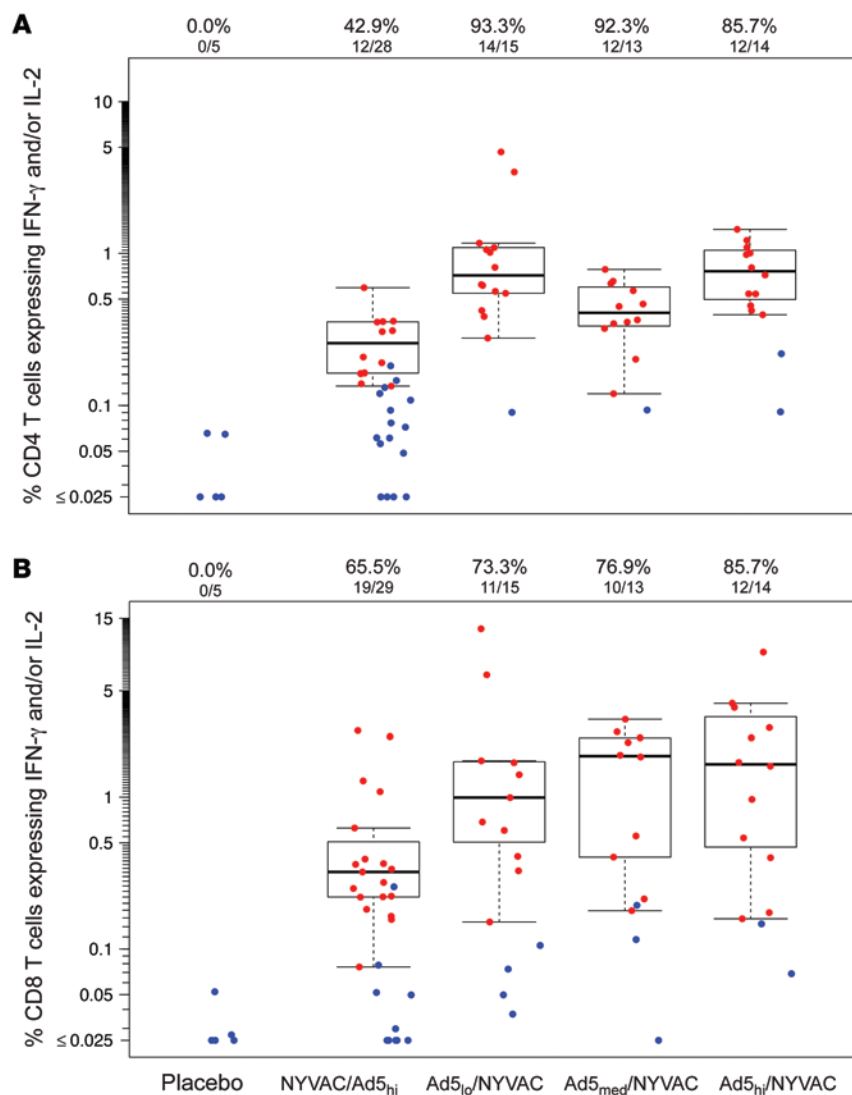 A
0.0% 42.9% 93.3% 92.3% 85.7%
0/5 12/28 14/15 12/13 12/14
% CD4 T cells expressing IFN-γ and/or IL-2
10
5
1
0.5
0.1
0.05
≤ 0.025
B
0.0% 65.5% 73.3% 76.9% 85.7%
0/5 19/29 11/15 10/13 12/14
% CD8 T cells expressing IFN-γ and/or IL-2
15
5
1
0.5
0.1
0.05
≤ 0.025
Placebo NYVAC/Ad5hi Ad5lo/NYVAC Ad5med/NYVAC Ad5hi/NYVAC